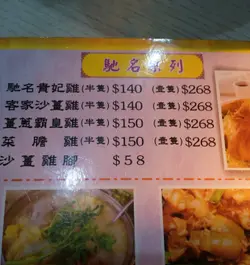 馳名系列
馳名貴妃雞(半隻)$140 (壹隻)$268
客家沙薑雞(半隻)$140 (壹隻)$268
薑蔥霸皇雞(半隻)$150 (壹隻)$268
菜膽雞(半隻)$150 (壹隻)$268
沙薑雞腳 $58